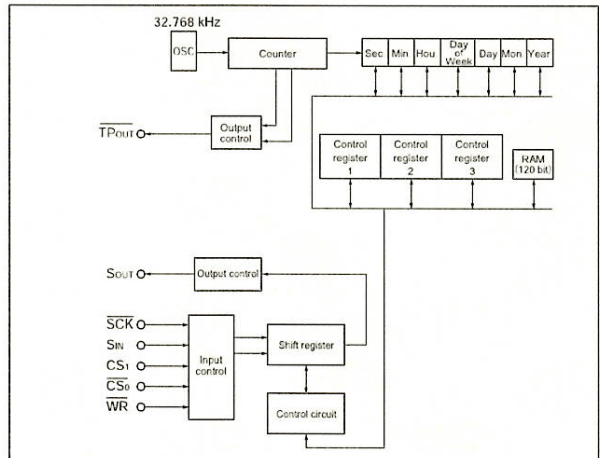 32.768 kHz
OSC
Counter
Sec Min Hou Day of Week Day Mon Year
TPOUT
Output control
Control register 1
Control register 2
Control register 3
RAM (120 bit)
SOUT
Output control
SCK
SIN
CS1
CS0
WR
Input control
Shift register
Control circuit